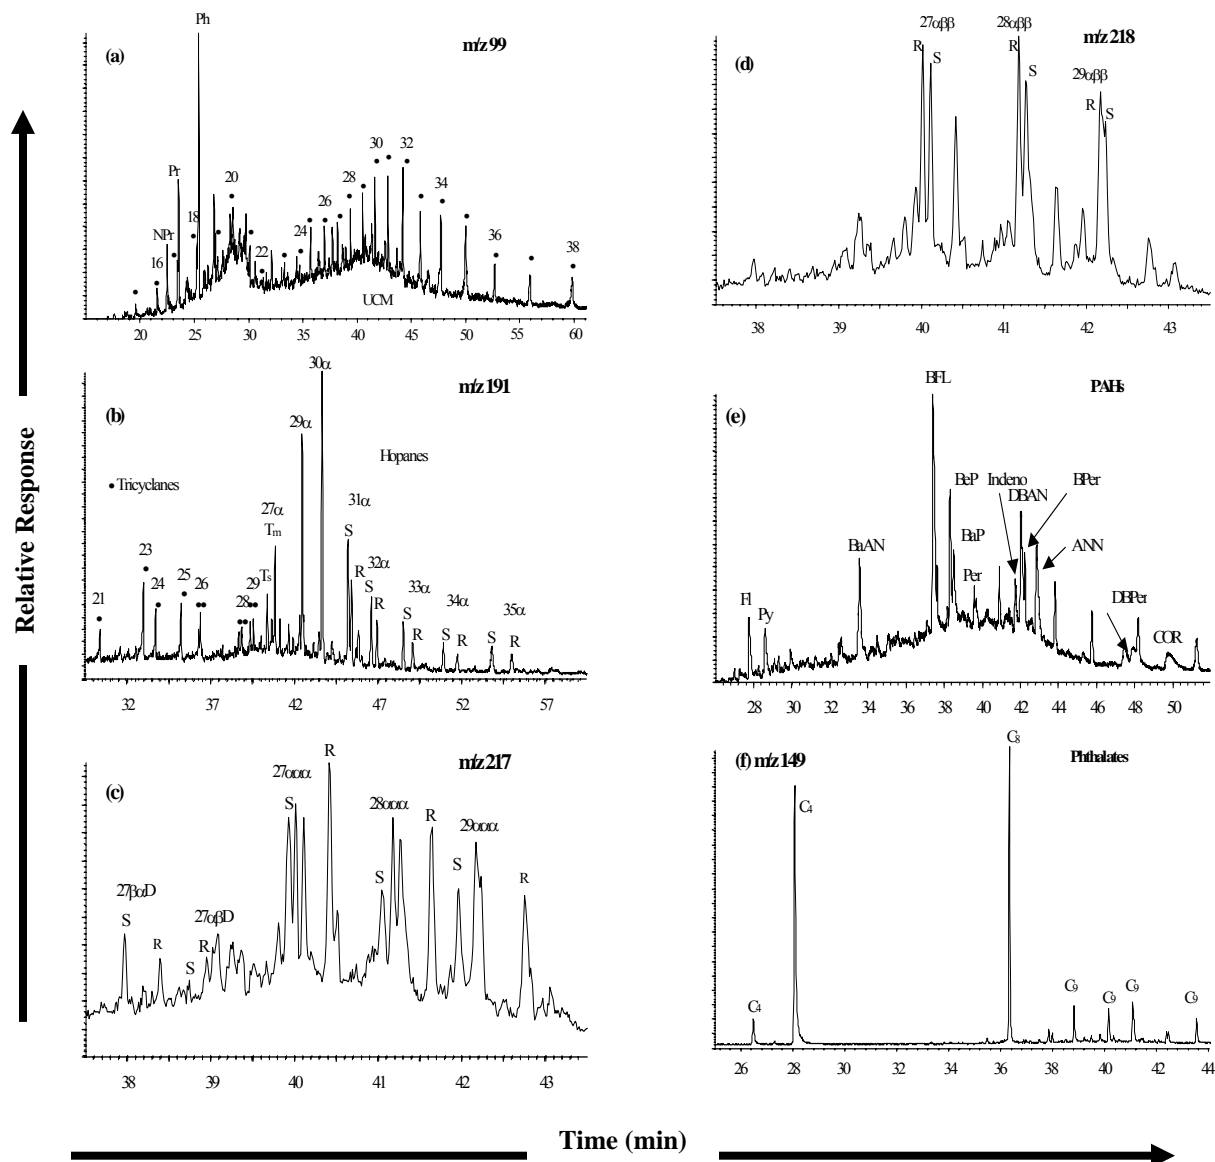 Relative Response
Time (min)
(a)
m/z 99
Ph
Pr
NPr
16
18
20
22
24
26
28
30
32
34
36
38
UCM
20 25 30 35 40 45 50 55 60
(b)
m/z 191
30α
29α
Hopanes
• Tricyclanes
27α
Tm
Ts
31α
S
R
32α
S
R
33α
S
R
34α
S
R
35α
S
R
21
23
24
25
26
28
29
32 37 42 47 52 57
(c)
m/z 217
27βαD
S
R
27αβD
S
R
27ααα
S
R
28ααα
S
R
29ααα
S
R
38 39 40 41 42 43
(d)
m/z 218
27αββ
R
S
28αββ
R
S
29αββ
R
S
38 39 40 41 42 43
(e)
PAHs
BFL
BeP
Indeno
DBAN
BPer
BaP
BaAN
ANN
Per
Fl
Py
DBPer
COR
28 30 32 34 36 38 40 42 44 46 48 50
(f) m/z 149
Phthalates
C4
C4
C8
C9
C9
C9
C9
26 28 30 32 34 36 38 40 42 44